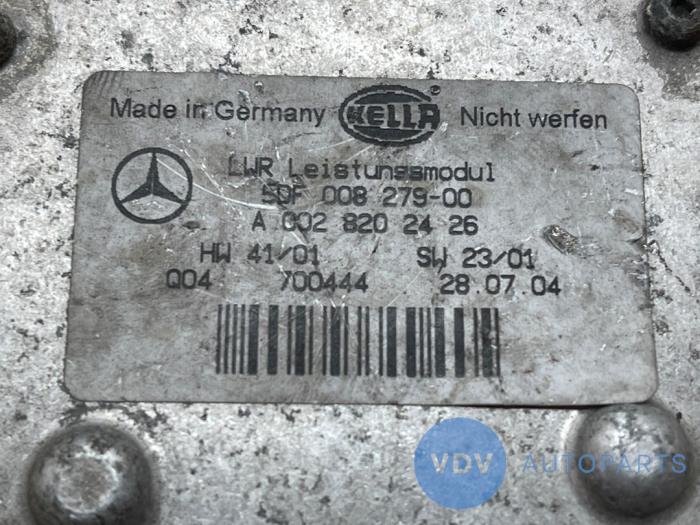 Made in Germany HELLA ® Nicht werfen
LWR Leistungsmodul
5DF 008 279-00
A 002 820 24 26
HW 41/01 SW 23/01
Q04 700444 28.07.04
VDV AUTOPARTS